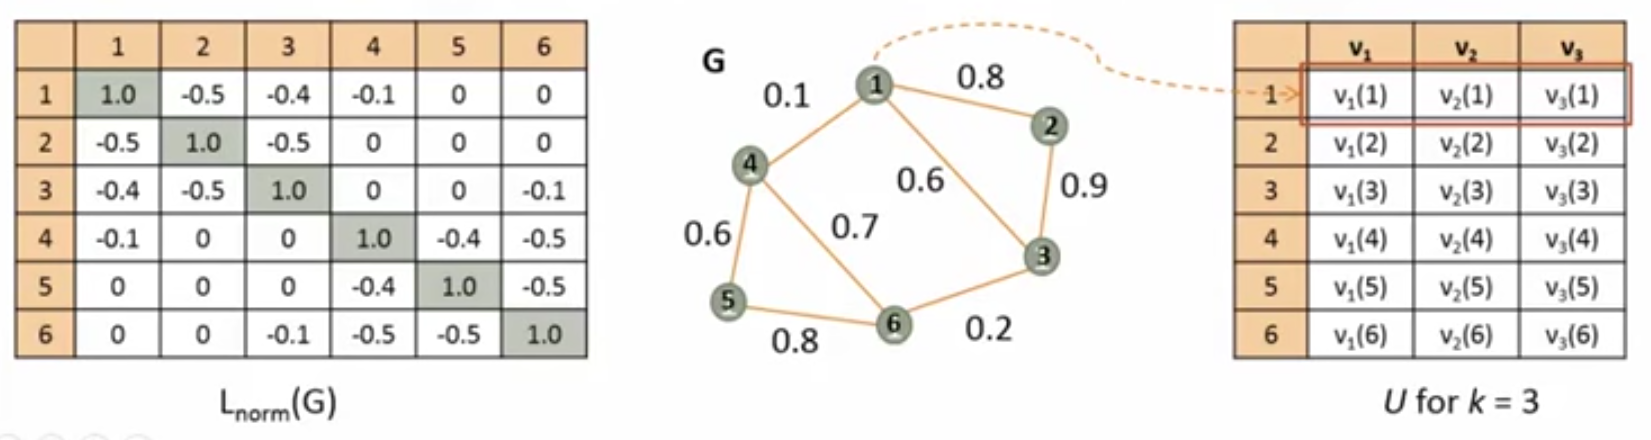 1 2 3 4 5 6
1 1.0 -0.5 -0.4 -0.1 0 0
2 -0.5 1.0 -0.5 0 0 0
3 -0.4 -0.5 1.0 0 0 -0.1
4 -0.1 0 0 1.0 -0.4 -0.5
5 0 0 0 -0.4 1.0 -0.5
6 0 0 -0.1 -0.5 -0.5 1.0
Lnorm(G)
G
0.1
1
0.8
2
4
0.6
0.9
0.6
0.7
3
5
6
0.8
0.2
v₁ v₂ v₃
1 v₁(1) v₂(1) v₃(1)
2 v₁(2) v₂(2) v₃(2)
3 v₁(3) v₂(3) v₃(3)
4 v₁(4) v₂(4) v₃(4)
5 v₁(5) v₂(5) v₃(5)
6 v₁(6) v₂(6) v₃(6)
U for k = 3